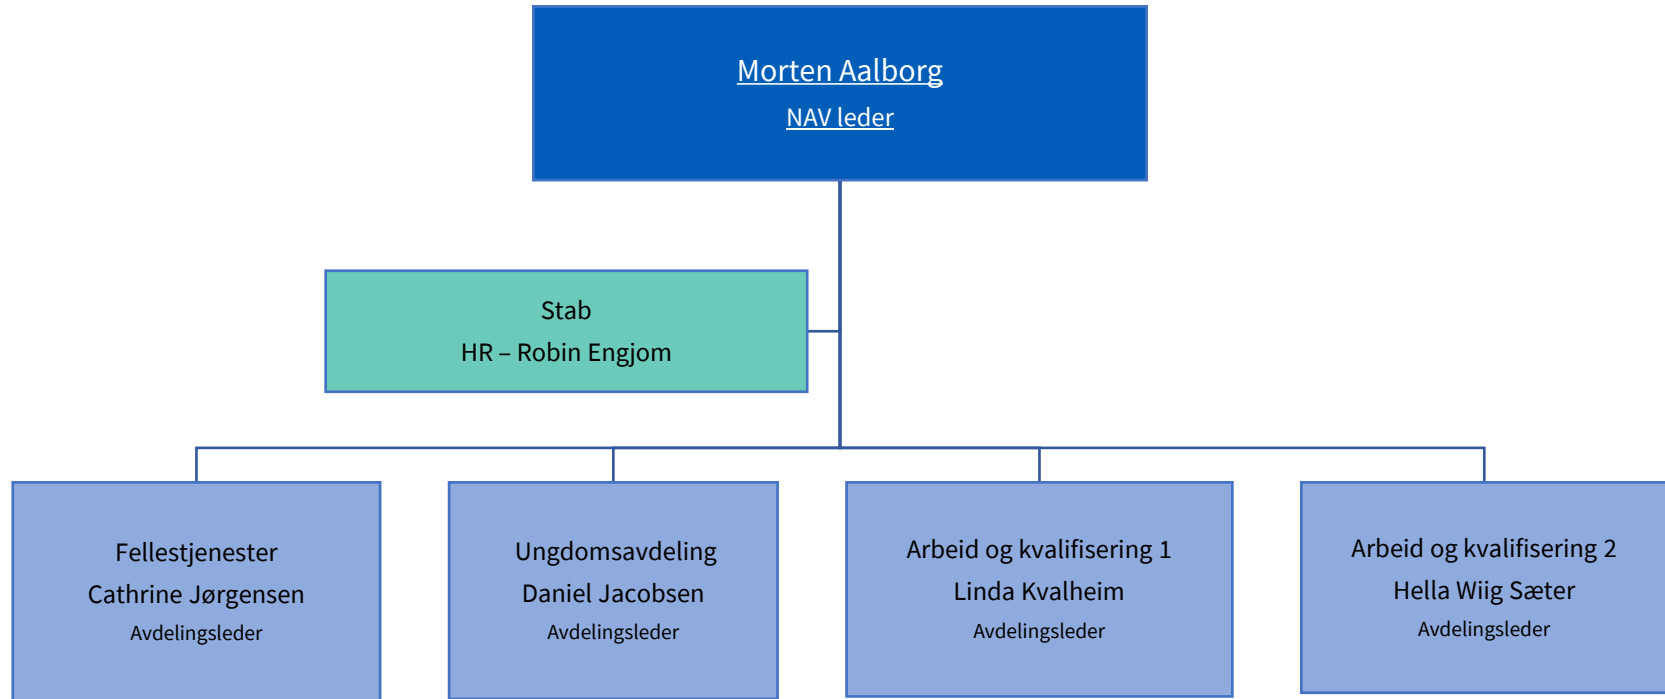 Morten Aalborg
NAV leder
Stab
HR – Robin Engjom
Fellestjenester
Cathrine Jørgensen
Avdelingsleder
Ungdomsavdeling
Daniel Jacobsen
Avdelingsleder
Arbeid og kvalifisering 1
Linda Kvalheim
Avdelingsleder
Arbeid og kvalifisering 2
Hella Wiig Sæter
Avdelingsleder